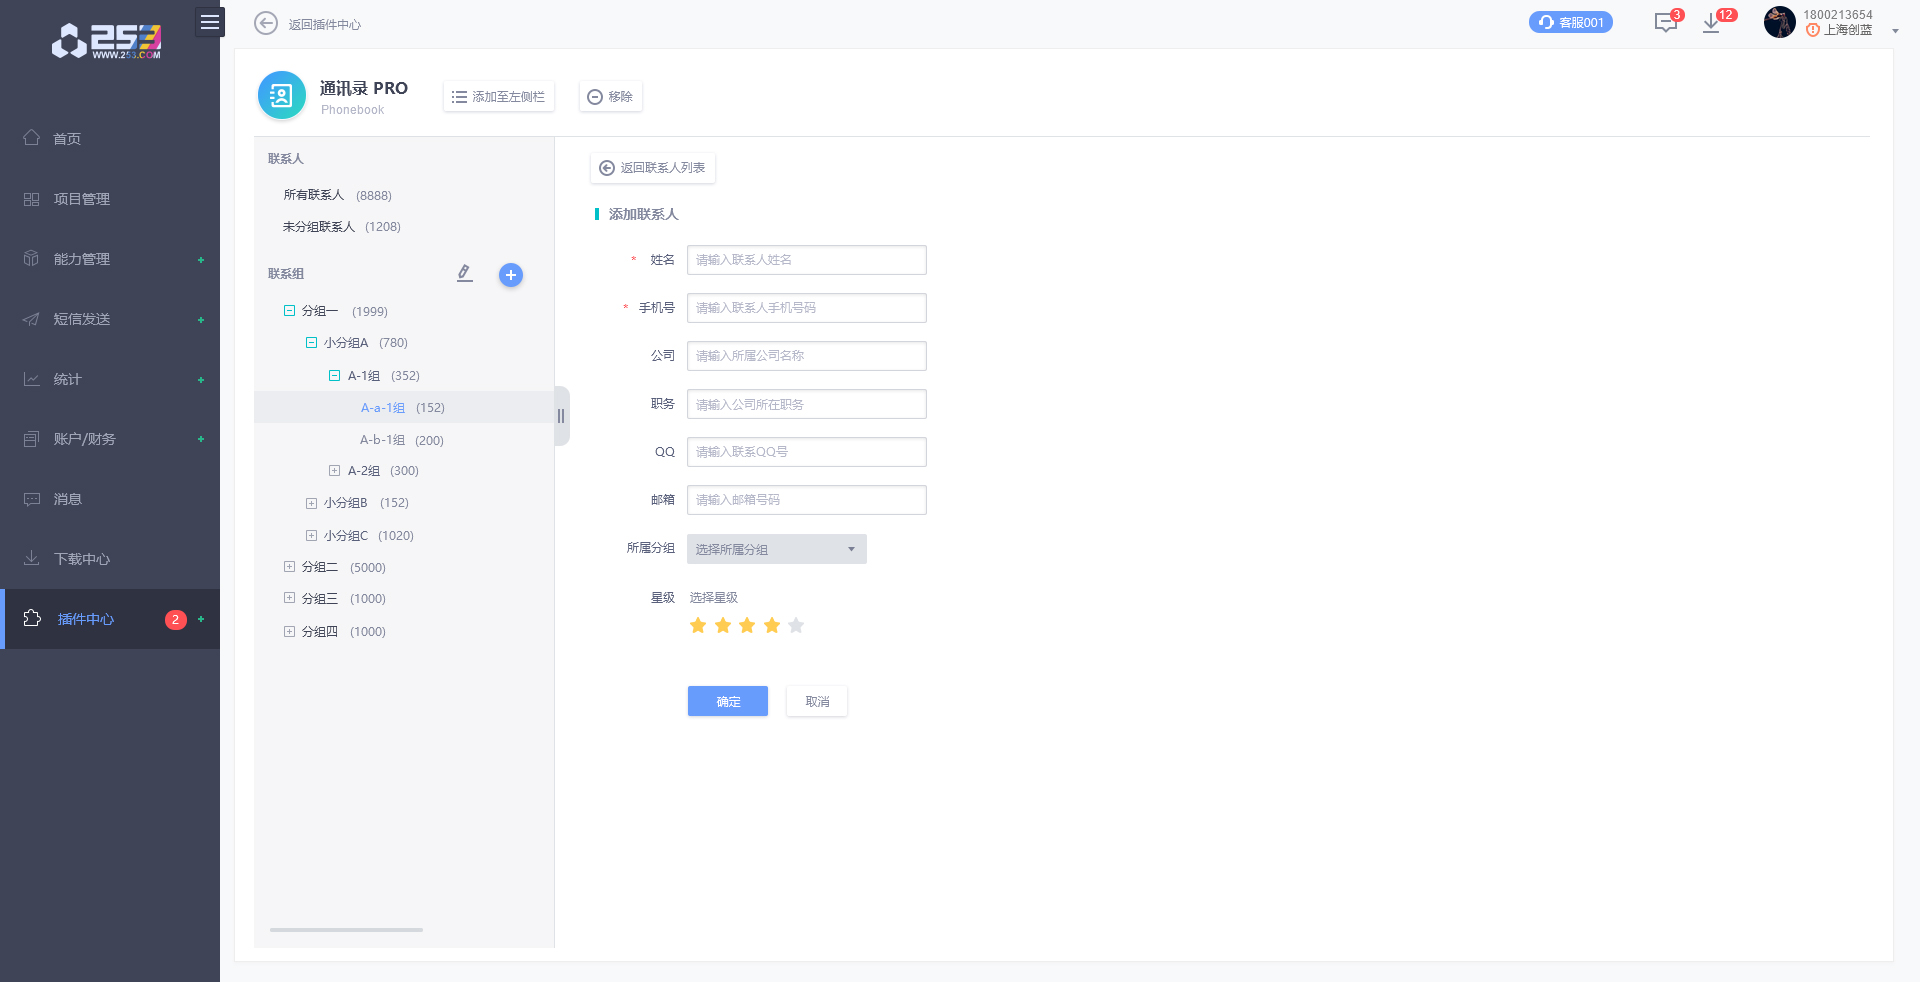 253
WWW.253.COM
首页
项目管理
能力管理 +
短信发送 +
统计 +
账户/财务 +
消息
下载中心
插件中心 2 +
返回插件中心
客服001
3
12
1800213654
上海创蓝
通讯录 PRO
Phonebook
添加至左侧栏
移除
联系人
所有联系人 (8888)
未分组联系人 (1208)
联系组
分组一 (1999)
小分组A (780)
A-1组 (352)
A-a-1组 (152)
A-b-1组 (200)
A-2组 (300)
小分组B (152)
小分组C (1020)
分组二 (5000)
分组三 (1000)
分组四 (1000)
返回联系人列表
添加联系人
* 姓名 请输入联系人姓名
* 手机号 请输入联系人手机号码
公司 请输入所属公司名称
职务 请输入公司所在职务
QQ 请输入联系QQ号
邮箱 请输入邮箱号码
所属分组 选择所属分组
星级 选择星级
确定 取消